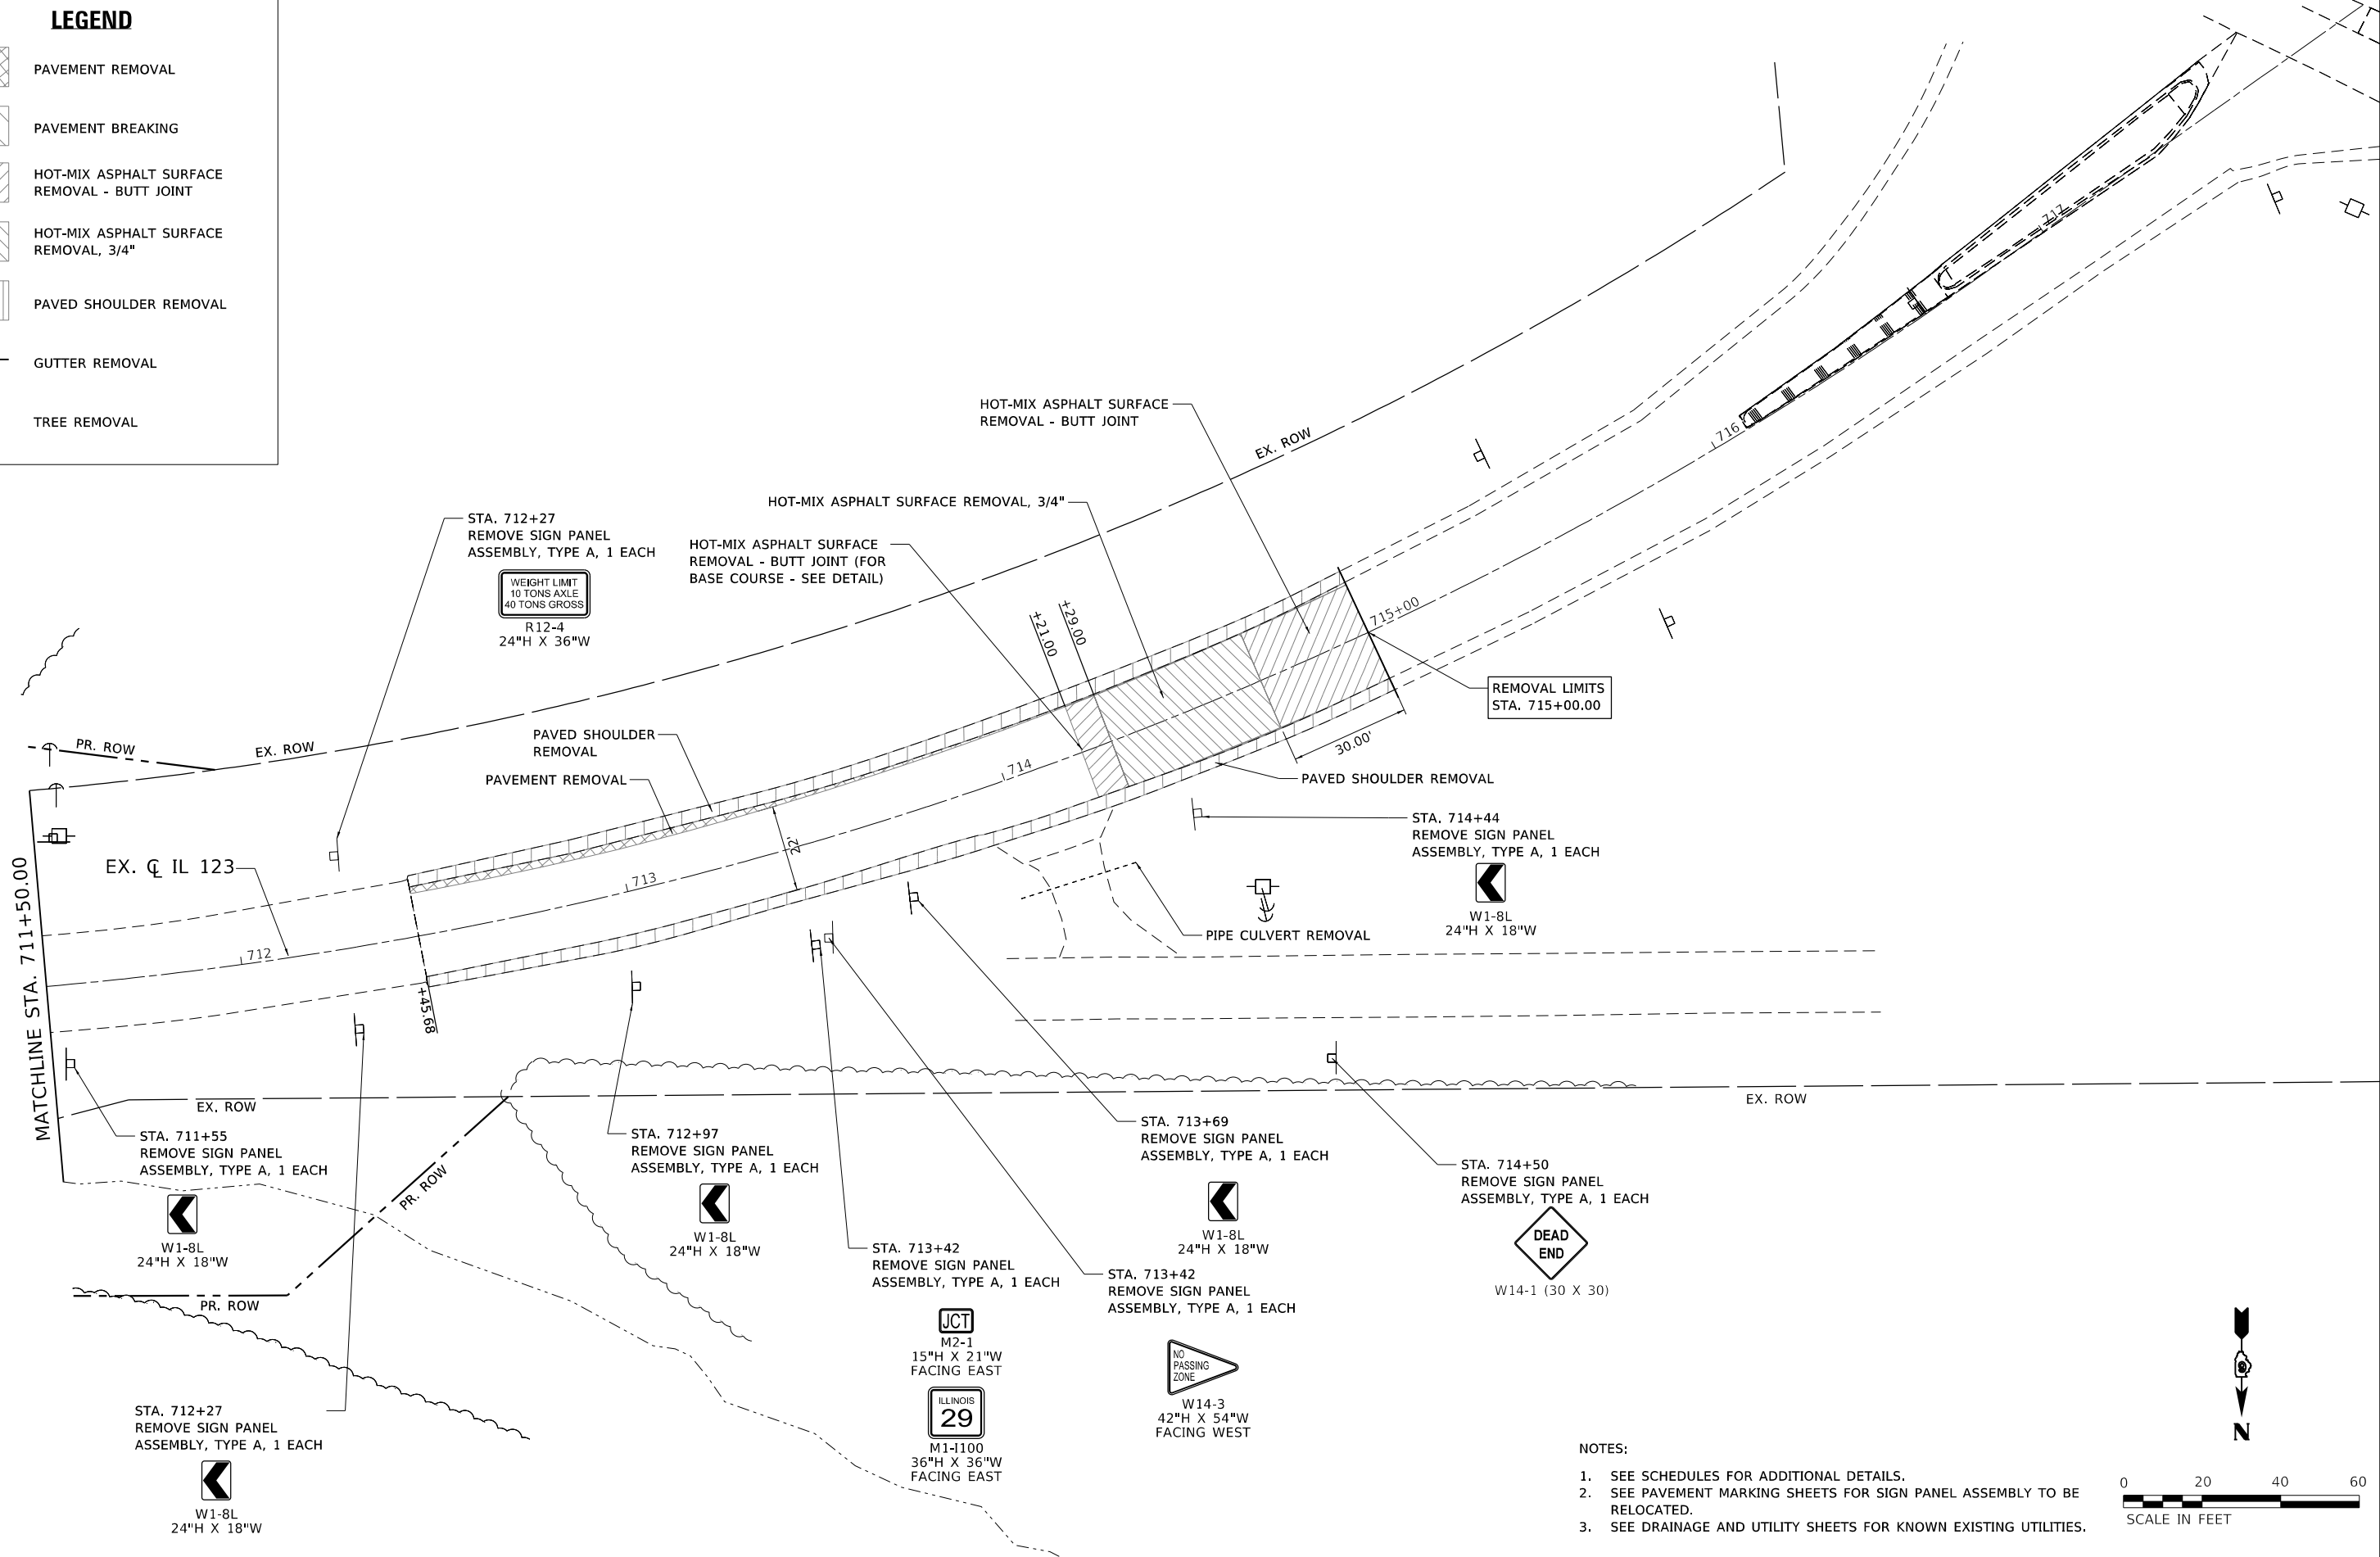 LEGEND
PAVEMENT REMOVAL
PAVEMENT BREAKING
HOT-MIX ASPHALT SURFACE
REMOVAL - BUTT JOINT
HOT-MIX ASPHALT SURFACE
REMOVAL, 3/4"
PAVED SHOULDER REMOVAL
GUTTER REMOVAL
TREE REMOVAL
717
716
HOT-MIX ASPHALT SURFACE
REMOVAL - BUTT JOINT
EX. ROW
HOT-MIX ASPHALT SURFACE REMOVAL, 3/4"
STA. 712+27
REMOVE SIGN PANEL
ASSEMBLY, TYPE A, 1 EACH
WEIGHT LIMIT
10 TONS AXLE
40 TONS GROSS
R12-4
24"H X 36"W
HOT-MIX ASPHALT SURFACE
REMOVAL - BUTT JOINT (FOR
BASE COURSE - SEE DETAIL)
+21.00
+29.00
715+00
REMOVAL LIMITS
STA. 715+00.00
30.00'
PR. ROW
EX. ROW
PAVED SHOULDER
REMOVAL
PAVEMENT REMOVAL
714
PAVED SHOULDER REMOVAL
STA. 714+44
REMOVE SIGN PANEL
ASSEMBLY, TYPE A, 1 EACH
W1-8L
24"H X 18"W
22'
713
EX. ℄ IL 123
712
+45.68
MATCHLINE STA. 711+50.00
PIPE CULVERT REMOVAL
EX. ROW
EX. ROW
STA. 711+55
REMOVE SIGN PANEL
ASSEMBLY, TYPE A, 1 EACH
W1-8L
24"H X 18"W
PR. ROW
PR. ROW
STA. 712+97
REMOVE SIGN PANEL
ASSEMBLY, TYPE A, 1 EACH
W1-8L
24"H X 18"W
STA. 713+69
REMOVE SIGN PANEL
ASSEMBLY, TYPE A, 1 EACH
W1-8L
24"H X 18"W
STA. 714+50
REMOVE SIGN PANEL
ASSEMBLY, TYPE A, 1 EACH
DEAD
END
W14-1 (30 X 30)
STA. 713+42
REMOVE SIGN PANEL
ASSEMBLY, TYPE A, 1 EACH
JCT
M2-1
15"H X 21"W
FACING EAST
ILLINOIS
29
M1-I100
36"H X 36"W
FACING EAST
STA. 713+42
REMOVE SIGN PANEL
ASSEMBLY, TYPE A, 1 EACH
NO
PASSING
ZONE
W14-3
42"H X 54"W
FACING WEST
STA. 712+27
REMOVE SIGN PANEL
ASSEMBLY, TYPE A, 1 EACH
W1-8L
24"H X 18"W
N
NOTES:
1. SEE SCHEDULES FOR ADDITIONAL DETAILS.
2. SEE PAVEMENT MARKING SHEETS FOR SIGN PANEL ASSEMBLY TO BE
RELOCATED.
3. SEE DRAINAGE AND UTILITY SHEETS FOR KNOWN EXISTING UTILITIES.
0 20 40 60
SCALE IN FEET